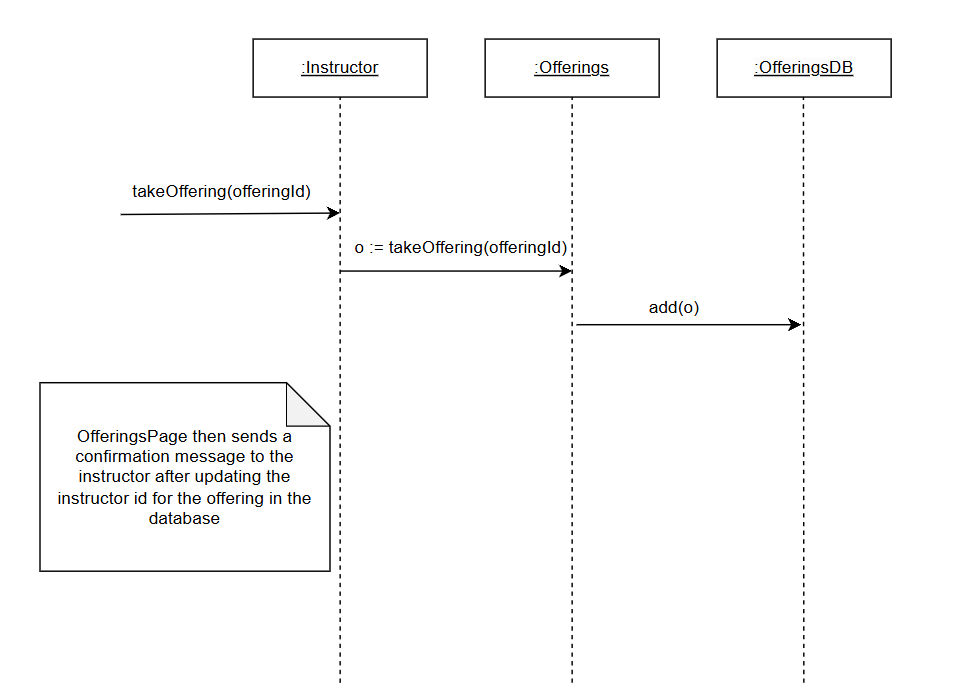 :Instructor
:Offerings
:OfferingsDB
takeOffering(offeringId)
o := takeOffering(offeringId)
add(o)
OfferingsPage then sends a
confirmation message to the
instructor after updating the
instructor id for the offering in the
database